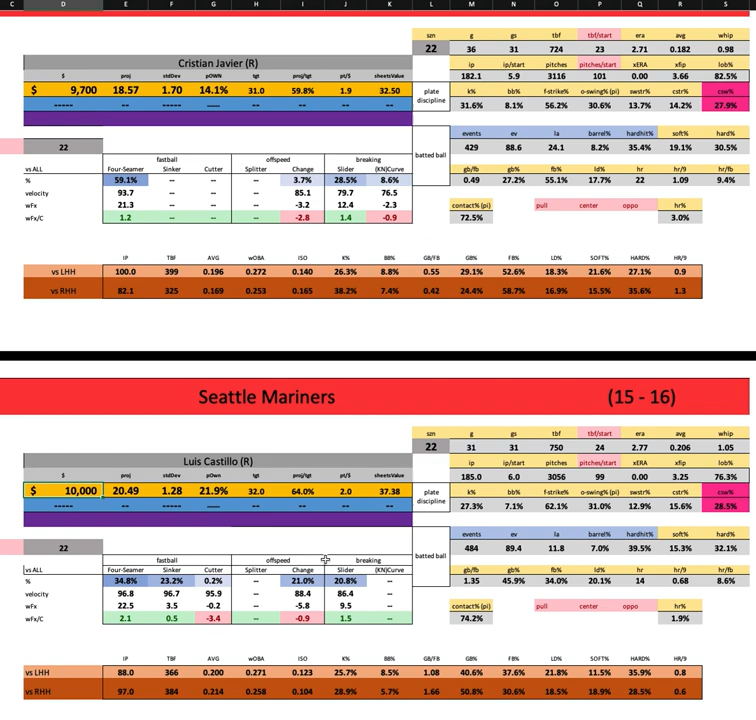 C D E F G H I J K L M N O P Q R S
szn g gs tbf tbf/start era avg whip
22 36 31 724 23 2.71 0.182 0.98
Cristian Javier (R) ip ip/start pitches pitches/start xERA xfip lob%
$ proj stdDev pOWN tgt proj/tgt pt/$ sheetsValue 182.1 5.9 3116 101 0.00 3.66 82.5%
$ 9,700 18.57 1.70 14.1% 31.0 59.8% 1.9 32.50 plate discipline k% bb% f-strike% o-swing% (pi) swstr% cstr% csw%
----- -- -- ---- -- -- -- -- 31.6% 8.1% 56.2% 30.6% 13.7% 14.2% 27.9%
events ev la barrel% hardhit% soft% hard%
22 batted ball 429 88.6 24.1 8.2% 35.4% 19.1% 30.5%
fastball offspeed breaking gb/fb gb% fb% ld% hr hr/9 hr/fb
vs ALL Four-Seamer Sinker Cutter Splitter Change Slider (KN)Curve
% 59.1% -- -- -- 3.7% 28.5% 8.6% 0.49 27.2% 55.1% 17.7% 22 1.09 9.4%
velocity 93.7 -- -- -- 85.1 79.7 76.5
wFx 21.3 -- -- -- -3.2 12.4 -2.3 contact% (pi) pull center oppo hr%
wFx/C 1.2 -- -- -- -2.8 1.4 -0.9 72.5% 3.0%
IP TBF AVG wOBA ISO K% BB% GB/FB GB% FB% LD% SOFT% HARD% HR/9
vs LHH 100.0 399 0.196 0.272 0.140 26.3% 8.8% 0.55 29.1% 52.6% 18.3% 21.6% 27.1% 0.9
vs RHH 82.1 325 0.169 0.253 0.165 38.2% 7.4% 0.42 24.4% 58.7% 16.9% 15.5% 35.6% 1.3
Seattle Mariners (15 - 16)
szn g gs tbf tbf/start era avg whip
22 31 31 750 24 2.77 0.206 1.05
Luis Castillo (R) ip ip/start pitches pitches/start xERA xfip lob%
$ proj stdDev pOwn tgt proj/tgt pt/$ sheetsValue 185.0 6.0 3056 99 0.00 3.25 76.3%
$ 10,000 20.49 1.28 21.9% 32.0 64.0% 2.0 37.38 plate discipline k% bb% f-strike% o-swing% (pi) swstr% cstr% csw%
----- -- -- ---- -- -- -- -- 27.3% 7.1% 62.1% 31.0% 12.9% 15.6% 28.5%
events ev la barrel% hardhit% soft% hard%
22 batted ball 484 89.4 11.8 7.0% 39.5% 15.3% 32.1%
fastball offspeed breaking gb/fb gb% fb% ld% hr hr/9 hr/fb
vs ALL Four-Seamer Sinker Cutter Splitter Change Slider (KN)Curve
% 34.8% 23.2% 0.2% -- 21.0% 20.8% -- 1.35 45.9% 34.0% 20.1% 14 0.68 8.6%
velocity 96.8 96.7 95.9 -- 88.4 86.4 --
wFx 22.5 3.5 -0.2 -- -5.8 9.5 -- contact% (pi) pull center oppo hr%
wFx/C 2.1 0.5 -3.4 -- -0.9 1.5 -- 74.2% 1.9%
IP TBF AVG wOBA ISO K% BB% GB/FB GB% FB% LD% SOFT% HARD% HR/9
vs LHH 88.0 366 0.200 0.271 0.123 25.7% 8.5% 1.08 40.6% 37.6% 21.8% 11.5% 35.9% 0.8
vs RHH 97.0 384 0.214 0.258 0.104 28.9% 5.7% 1.66 50.8% 30.6% 18.5% 18.9% 28.5% 0.6